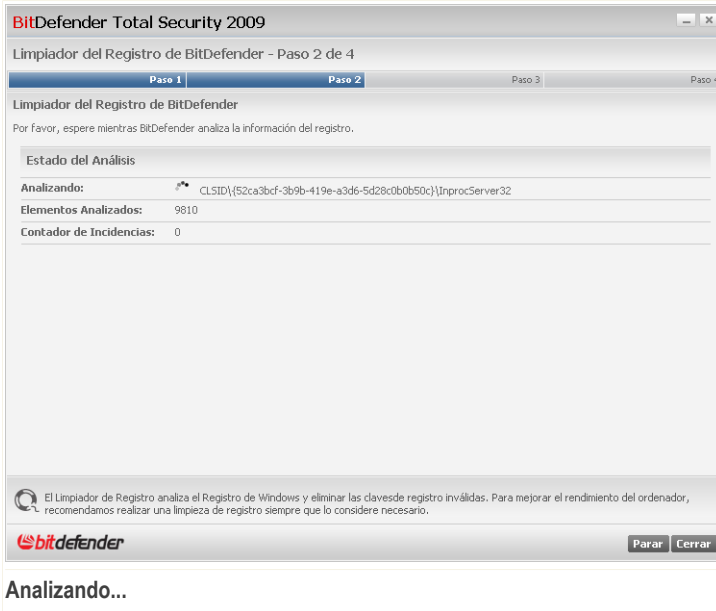 BitDefender Total Security 2009
Limpiador del Registro de BitDefender - Paso 2 de 4
Paso 1 Paso 2 Paso 3 Paso 4
Limpiador del Registro de BitDefender
Por favor, espere mientras BitDefender analiza la información del registro.
Estado del Análisis
Analizando: CLSID\{52ca3bcf-3b9b-419e-a3d6-5d28c0b0b50c}\InprocServer32
Elementos Analizados: 9810
Contador de Incidencias: 0
El Limpiador de Registro analiza el Registro de Windows y eliminar las clavesde registro inválidas. Para mejorar el rendimiento del ordenador,
recomendamos realizar una limpieza de registro siempre que lo considere necesario.
bitdefender
Parar Cerrar
Analizando...